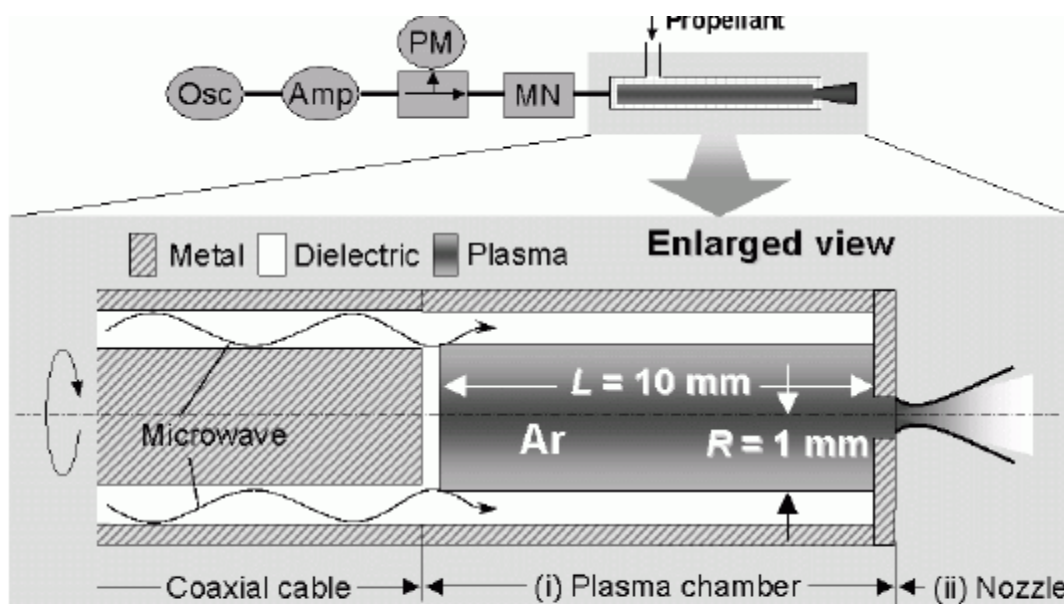 Propellant
PM
Osc Amp MN
Enlarged view
Metal Dielectric Plasma
L = 10 mm
Microwave Ar R = 1 mm
Coaxial cable (i) Plasma chamber (ii) Nozzle